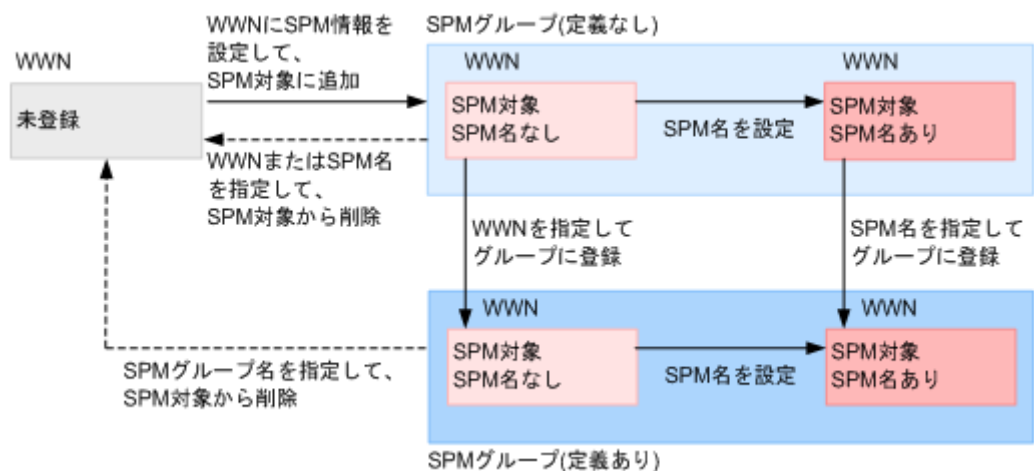 WWNにSPM情報を
設定して、
SPM対象に追加
SPMグループ(定義なし)
WWN
未登録
WWN
SPM対象
SPM名なし
SPM名を設定
WWN
SPM対象
SPM名あり
WWNまたはSPM名
を指定して、
SPM対象から削除
WWNを指定して
グループに登録
SPM名を指定して
グループに登録
WWN
SPM対象
SPM名なし
SPM名を設定
WWN
SPM対象
SPM名あり
SPMグループ名を指定して、
SPM対象から削除
SPMグループ(定義あり)